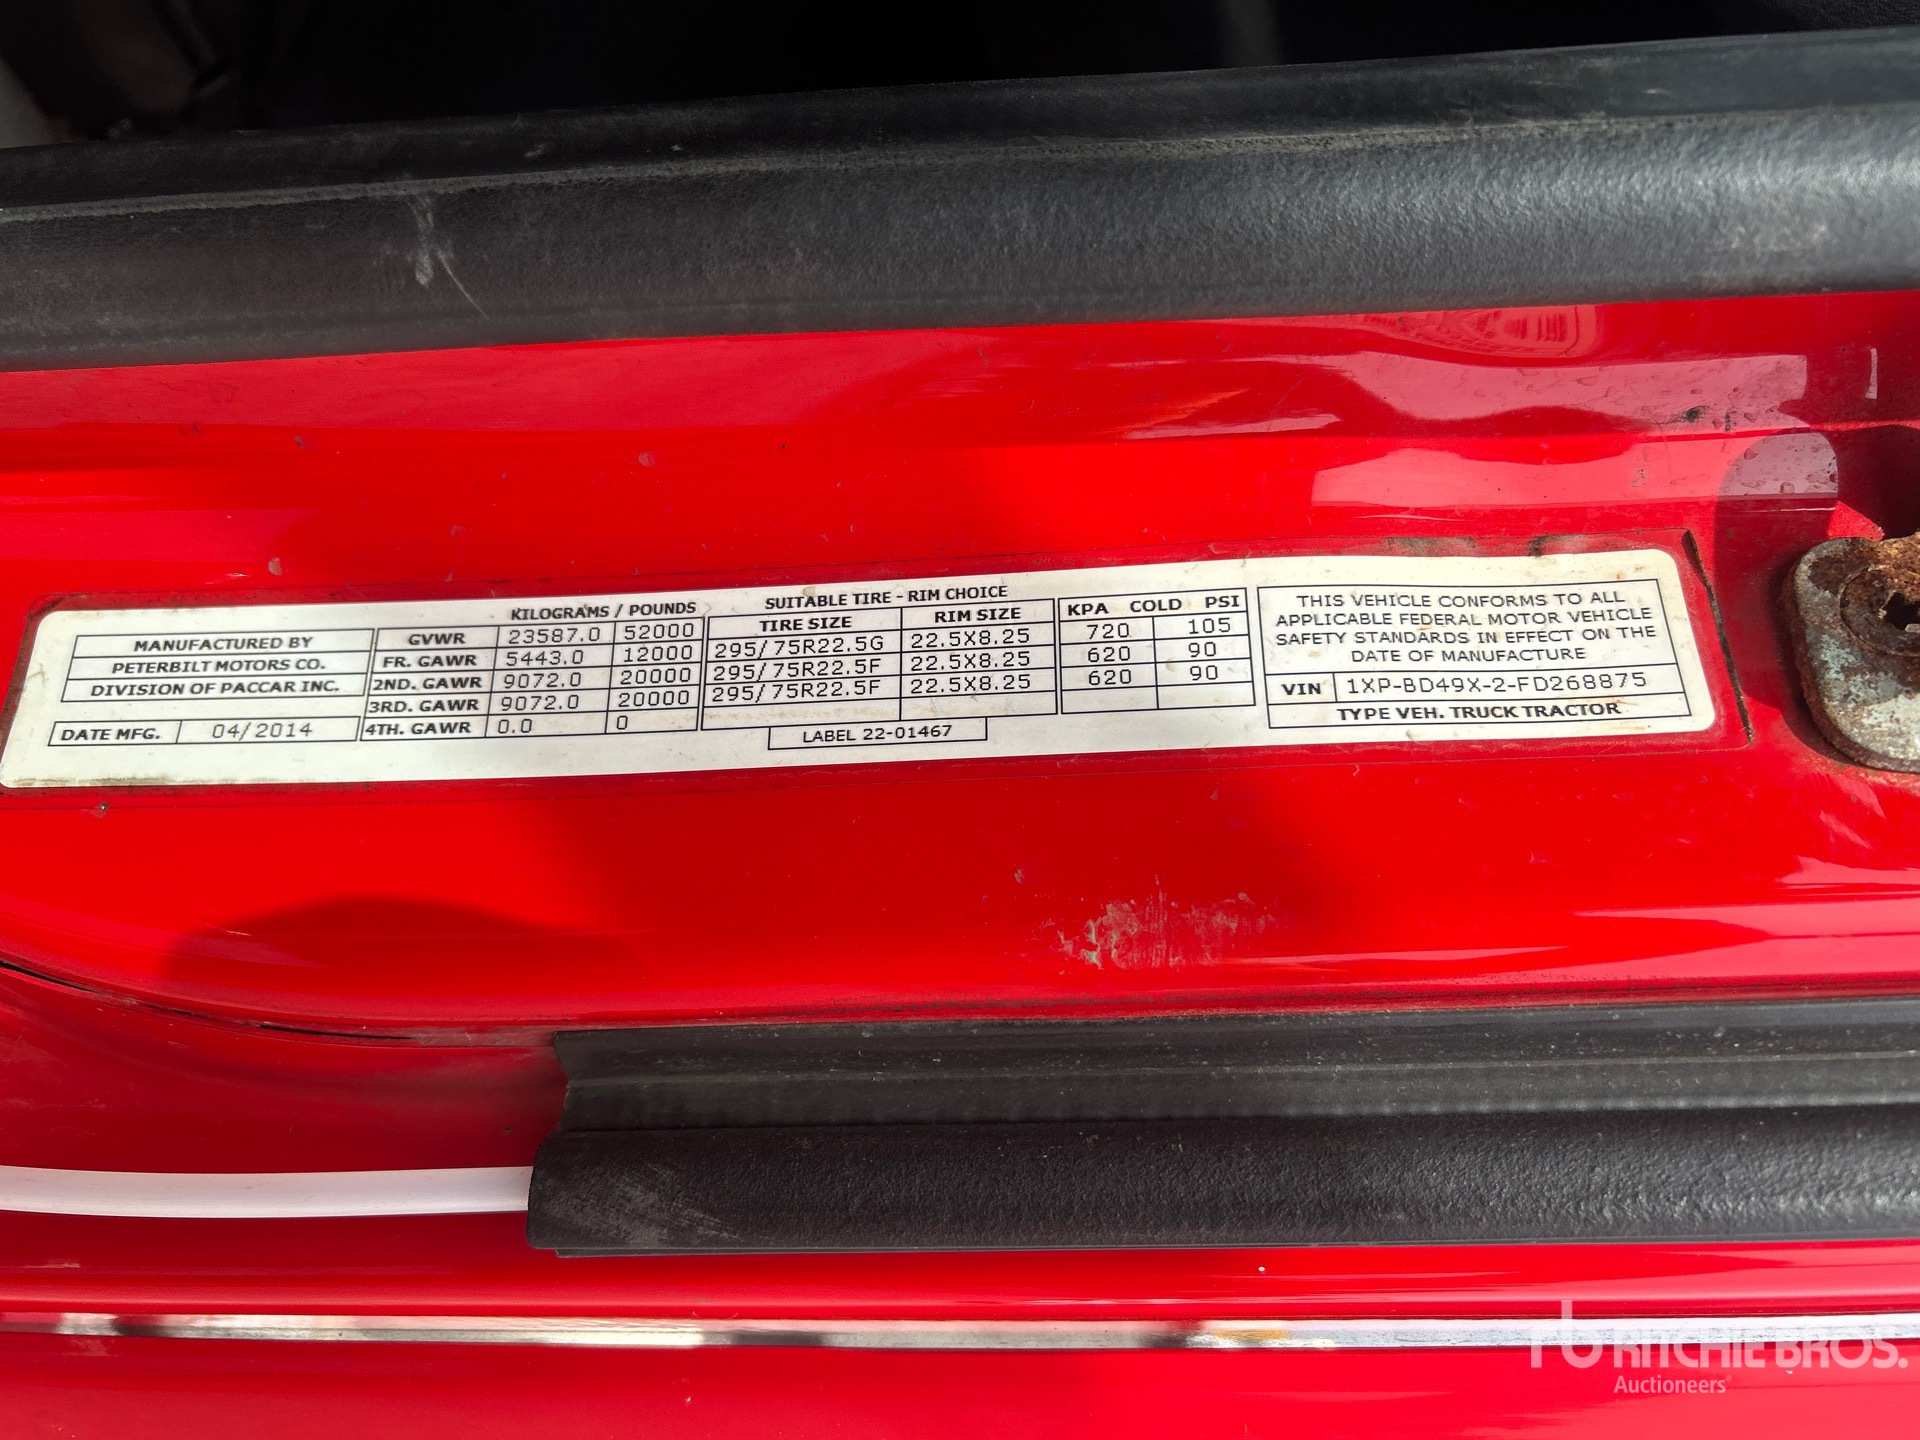 KILOGRAMS / POUNDS
SUITABLE TIRE - RIM CHOICE
MANUFACTURED BY
PETERBILT MOTORS CO.
DIVISION OF PACCAR INC.
DATE MFG. 04/2014
GVWR 23587.0 52000
FR. GAWR 5443.0 12000
2ND. GAWR 9072.0 20000
3RD. GAWR 9072.0 20000
4TH. GAWR 0.0 0
TIRE SIZE RIM SIZE
295/75R22.5G 22.5X8.25
295/75R22.5F 22.5X8.25
295/75R22.5F 22.5X8.25
LABEL 22-01467
KPA COLD PSI
720 105
620 90
620 90
THIS VEHICLE CONFORMS TO ALL
APPLICABLE FEDERAL MOTOR VEHICLE
SAFETY STANDARDS IN EFFECT ON THE
DATE OF MANUFACTURE
VIN 1XP-BD49X-2-FD268875
TYPE VEH. TRUCK TRACTOR
rb RITCHIE BROS.
Auctioneers